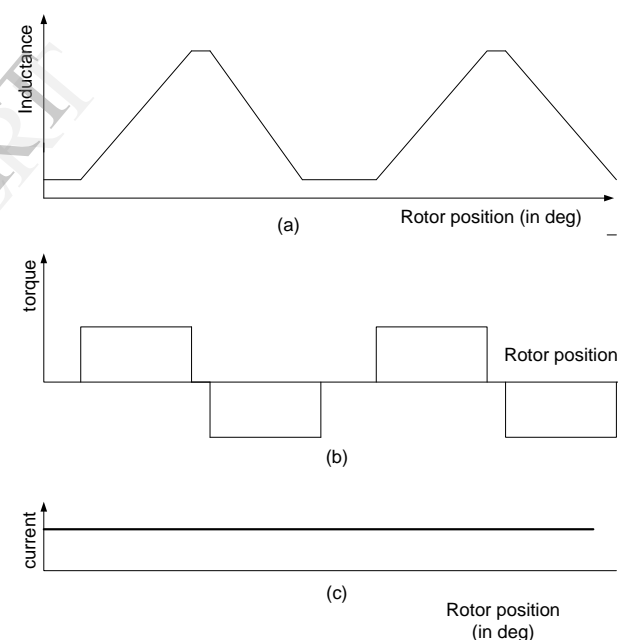 Inductance
Rotor position (in deg)
(a)
torque
Rotor position
(b)
current
(c)
Rotor position
(in deg)